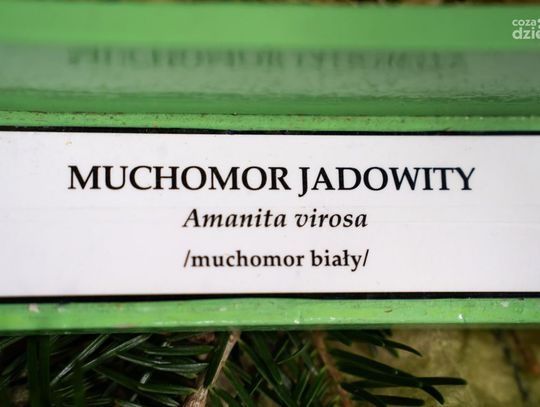 MUCHOMOR JADOWITY
Amanita virosa
/muchomor biały/